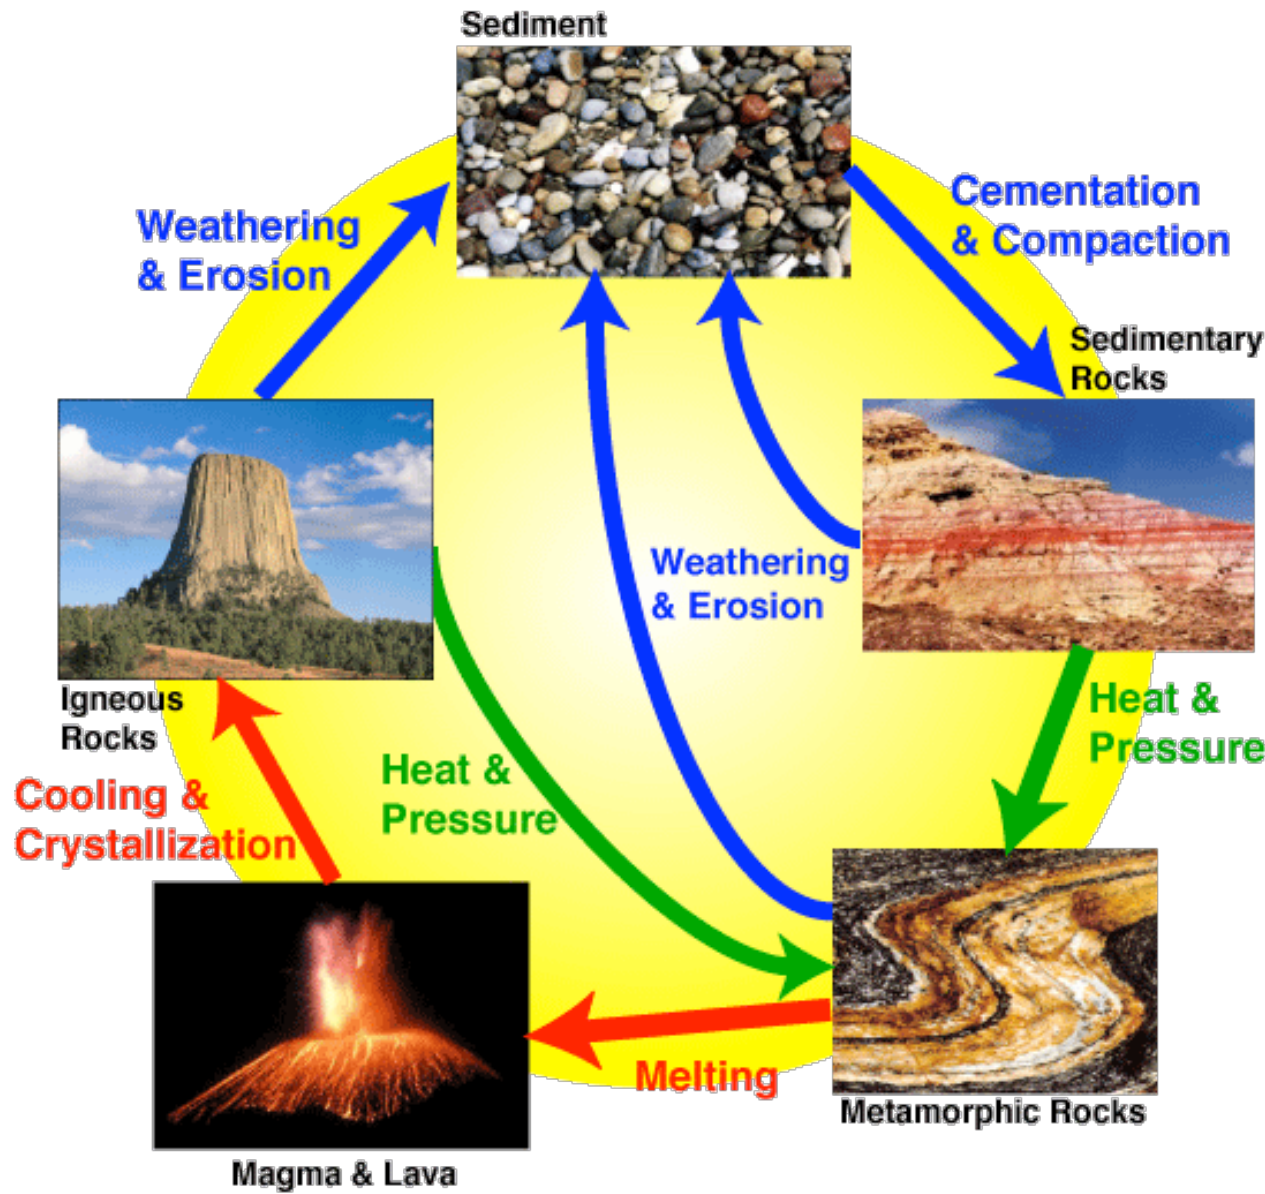 Sediment
Weathering
& Erosion
Cementation
& Compaction
Sedimentary
Rocks
Weathering
& Erosion
Igneous
Rocks
Heat &
Pressure
Heat &
Pressure
Cooling &
Crystallization
Melting
Metamorphic Rocks
Magma & Lava